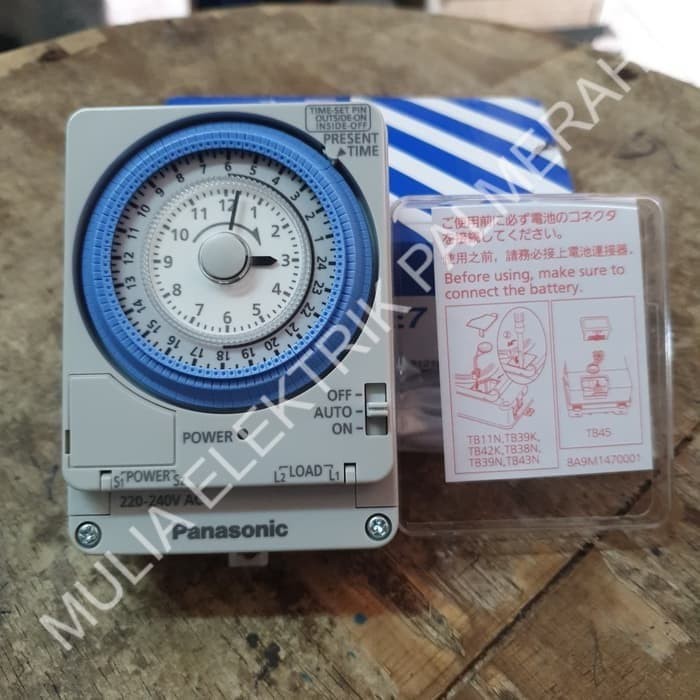 TIME-SET PIN
OUTSIDE-ON
INSIDE-OFF
PRESENT
TIME
12
1
2
3
4
5
6
7
8
9
10
11
OFF
AUTO
ON
POWER
S1 POWER S2
L2 LOAD L1
220-240V AC
Panasonic
ご使用前に必ず電池のコネクタ
を接続してください。
使用之前，請務必接上電池連接器。
Before using, make sure to
connect the battery.
TB11N,TB39K,
TB42K,TB38N,
TB39N,TB43N
TB45
8A9M1470001
MULIA ELEKTRIK PALMERAH